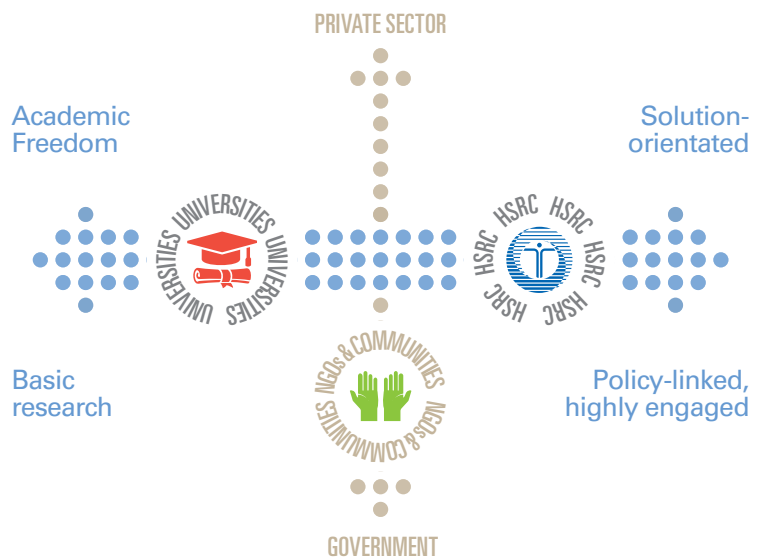 PRIVATE SECTOR
Academic
Freedom
Solution-
orientated
UNIVERSITIES UNIVERSITIES UNIVERSITIES UNIVERSITIES
HSRC HSRC HSRC HSRC HSRC HSRC
NGOs & COMMUNITIES NGOs & COMMUNITIES
Basic
research
Policy-linked,
highly engaged
GOVERNMENT